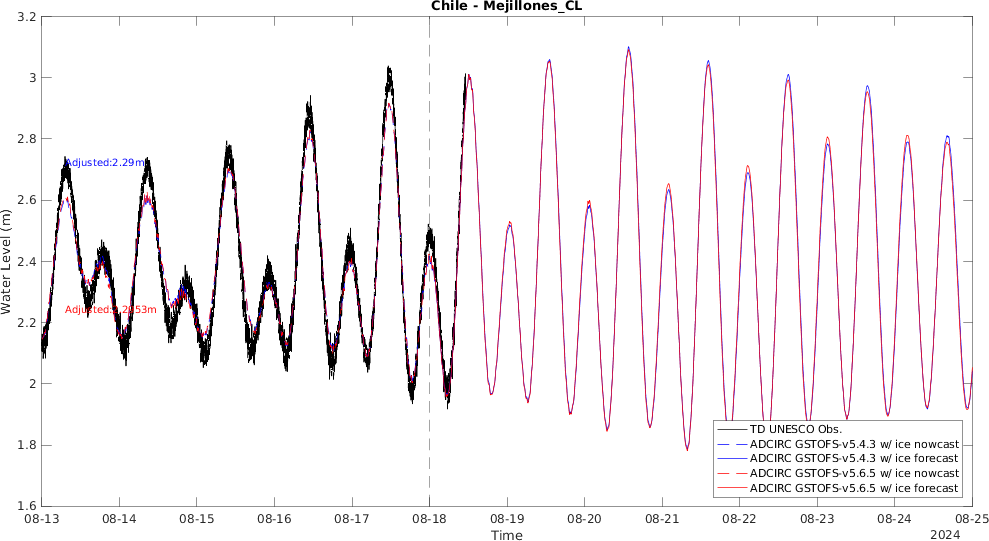 Chile - Mejillones_CL
3.2
3
2.8
2.6
2.4
2.2
2
1.8
1.6
Water Level (m)
Adjusted:2.29m
TD UNESCO Obs.
ADCIRC GSTOFS-v5.4.3 w/ ice nowcast
ADCIRC GSTOFS-v5.4.3 w/ ice forecast
ADCIRC GSTOFS-v5.6.5 w/ ice nowcast
ADCIRC GSTOFS-v5.6.5 w/ ice forecast
08-13 08-14 08-15 08-16 08-17 08-18 08-19 08-20 08-21 08-22 08-23 08-24 08-25
Time
2024